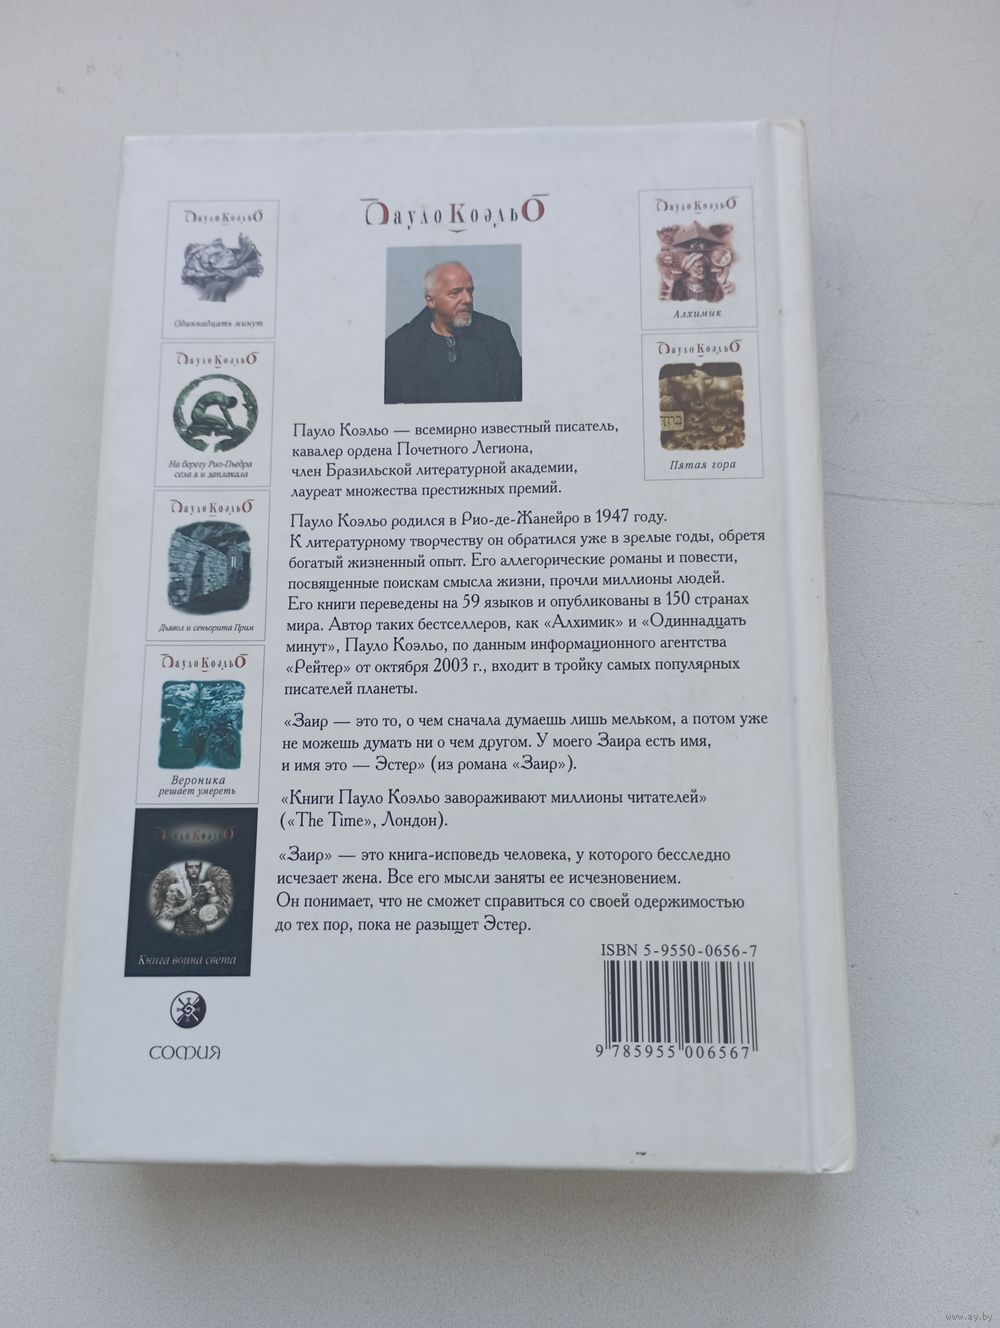 Пауло Коэльо
Пауло Коэльо
Одиннадцать минут
Пауло Коэльо
На берегу Рио-Пьедра
села я и заплакала
Пауло Коэльо
Дьявол и сеньорита Прим
Пауло Коэльо
Вероника
решает умереть
Пауло Коэльо
Книга воина света
СОФИЯ
Пауло Коэльо
Алхимик
Пауло Коэльо
Пятая гора
Пауло Коэльо — всемирно известный писатель,
кавалер ордена Почетного Легиона,
член Бразильской литературной академии,
лауреат множества престижных премий.
Пауло Коэльо родился в Рио-де-Жанейро в 1947 году.
К литературному творчеству он обратился уже в зрелые годы, обретя
богатый жизненный опыт. Его аллегорические романы и повести,
посвященные поискам смысла жизни, прочли миллионы людей.
Его книги переведены на 59 языков и опубликованы в 150 странах
мира. Автор таких бестселлеров, как «Алхимик» и «Одиннадцать
минут», Пауло Коэльо, по данным информационного агентства
«Рейтер» от октября 2003 г., входит в тройку самых популярных
писателей планеты.
«Заир — это то, о чем сначала думаешь лишь мельком, а потом уже
не можешь думать ни о чем другом. У моего Заира есть имя,
и имя это — Эстер» (из романа «Заир»).
«Книги Пауло Коэльо завораживают миллионы читателей»
(«The Time», Лондон).
«Заир» — это книга-исповедь человека, у которого бесследно
исчезает жена. Все его мысли заняты ее исчезновением.
Он понимает, что не сможет справиться со своей одержимостью
до тех пор, пока не разыщет Эстер.
ISBN 5-9550-0656-7
9 785955 006567
www.ay.by